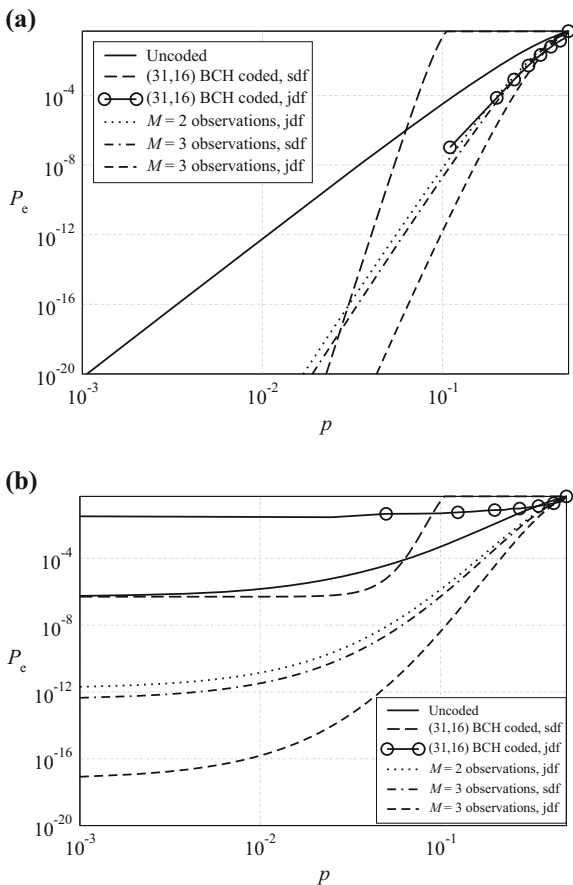 (a)
Uncoded
(31,16) BCH coded, sdf
(31,16) BCH coded, jdf
M = 2 observations, jdf
M = 3 observations, sdf
M = 3 observations, jdf
10^-4
10^-8
P_e
10^-12
10^-16
10^-20
10^-3
10^-2
10^-1
p
(b)
10^-4
10^-8
P_e
10^-12
10^-16
10^-20
Uncoded
(31,16) BCH coded, sdf
(31,16) BCH coded, jdf
M = 2 observations, jdf
M = 3 observations, sdf
M = 3 observations, jdf
10^-3
10^-2
10^-1
p